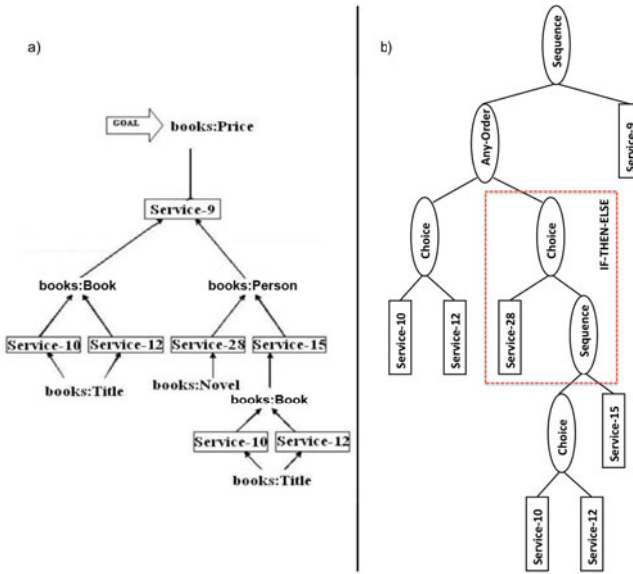 a)
GOAL
books:Price
Service-9
books:Book
books:Person
Service-10
Service-12
Service-28
Service-15
books:Title
books:Novel
books:Book
Service-10
Service-12
books:Title
b)
Sequence
Any-Order
Service-9
Choice
Choice
IF-THEN-ELSE
Service-10
Service-12
Service-28
Sequence
Choice
Service-15
Service-10
Service-12